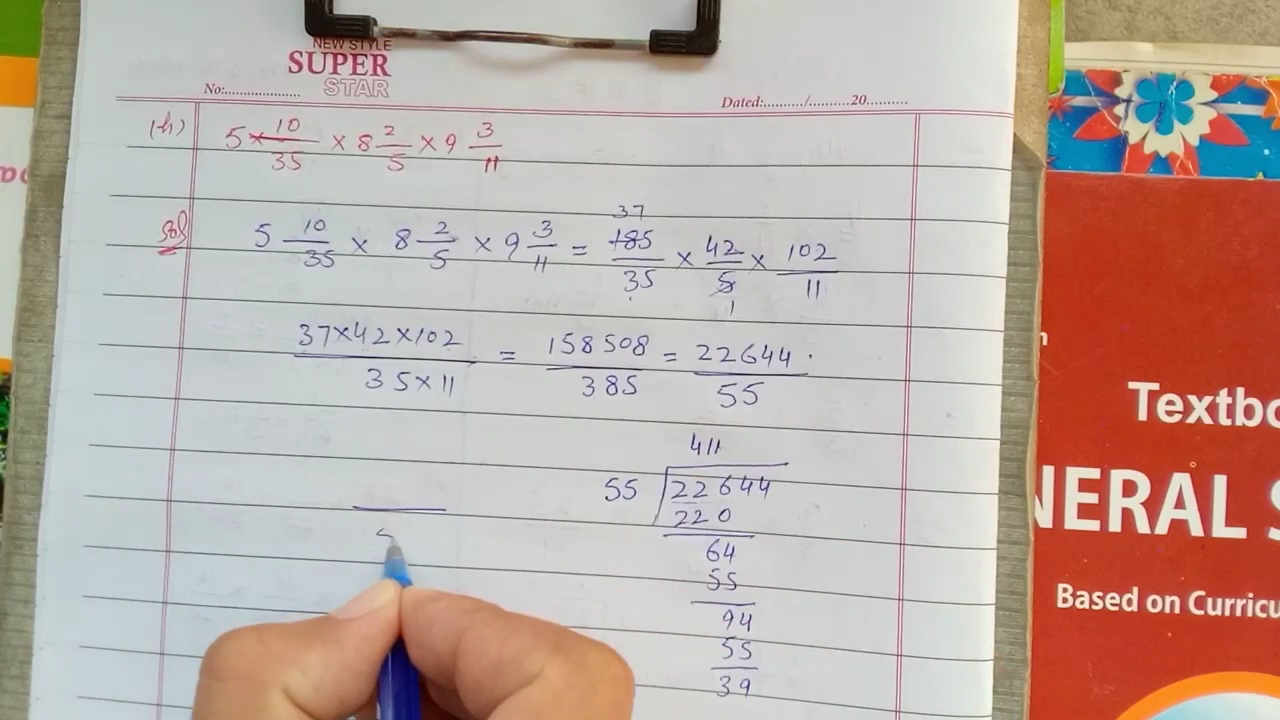 NEW STYLE
SUPER
STAR
No:....................
Dated:........../..........20..........
(h) 5 10/35 × 8 2/5 × 9 3/11
Sol 5 10/35 × 8 2/5 × 9 3/11 = 185/35 × 42/5 × 102/11
37
1
37×42×102/35×11 = 158508/385 = 22644/55
411
55 22644
220
64
55
94
55
39
Textbo
NERAL S
Based on Curricu